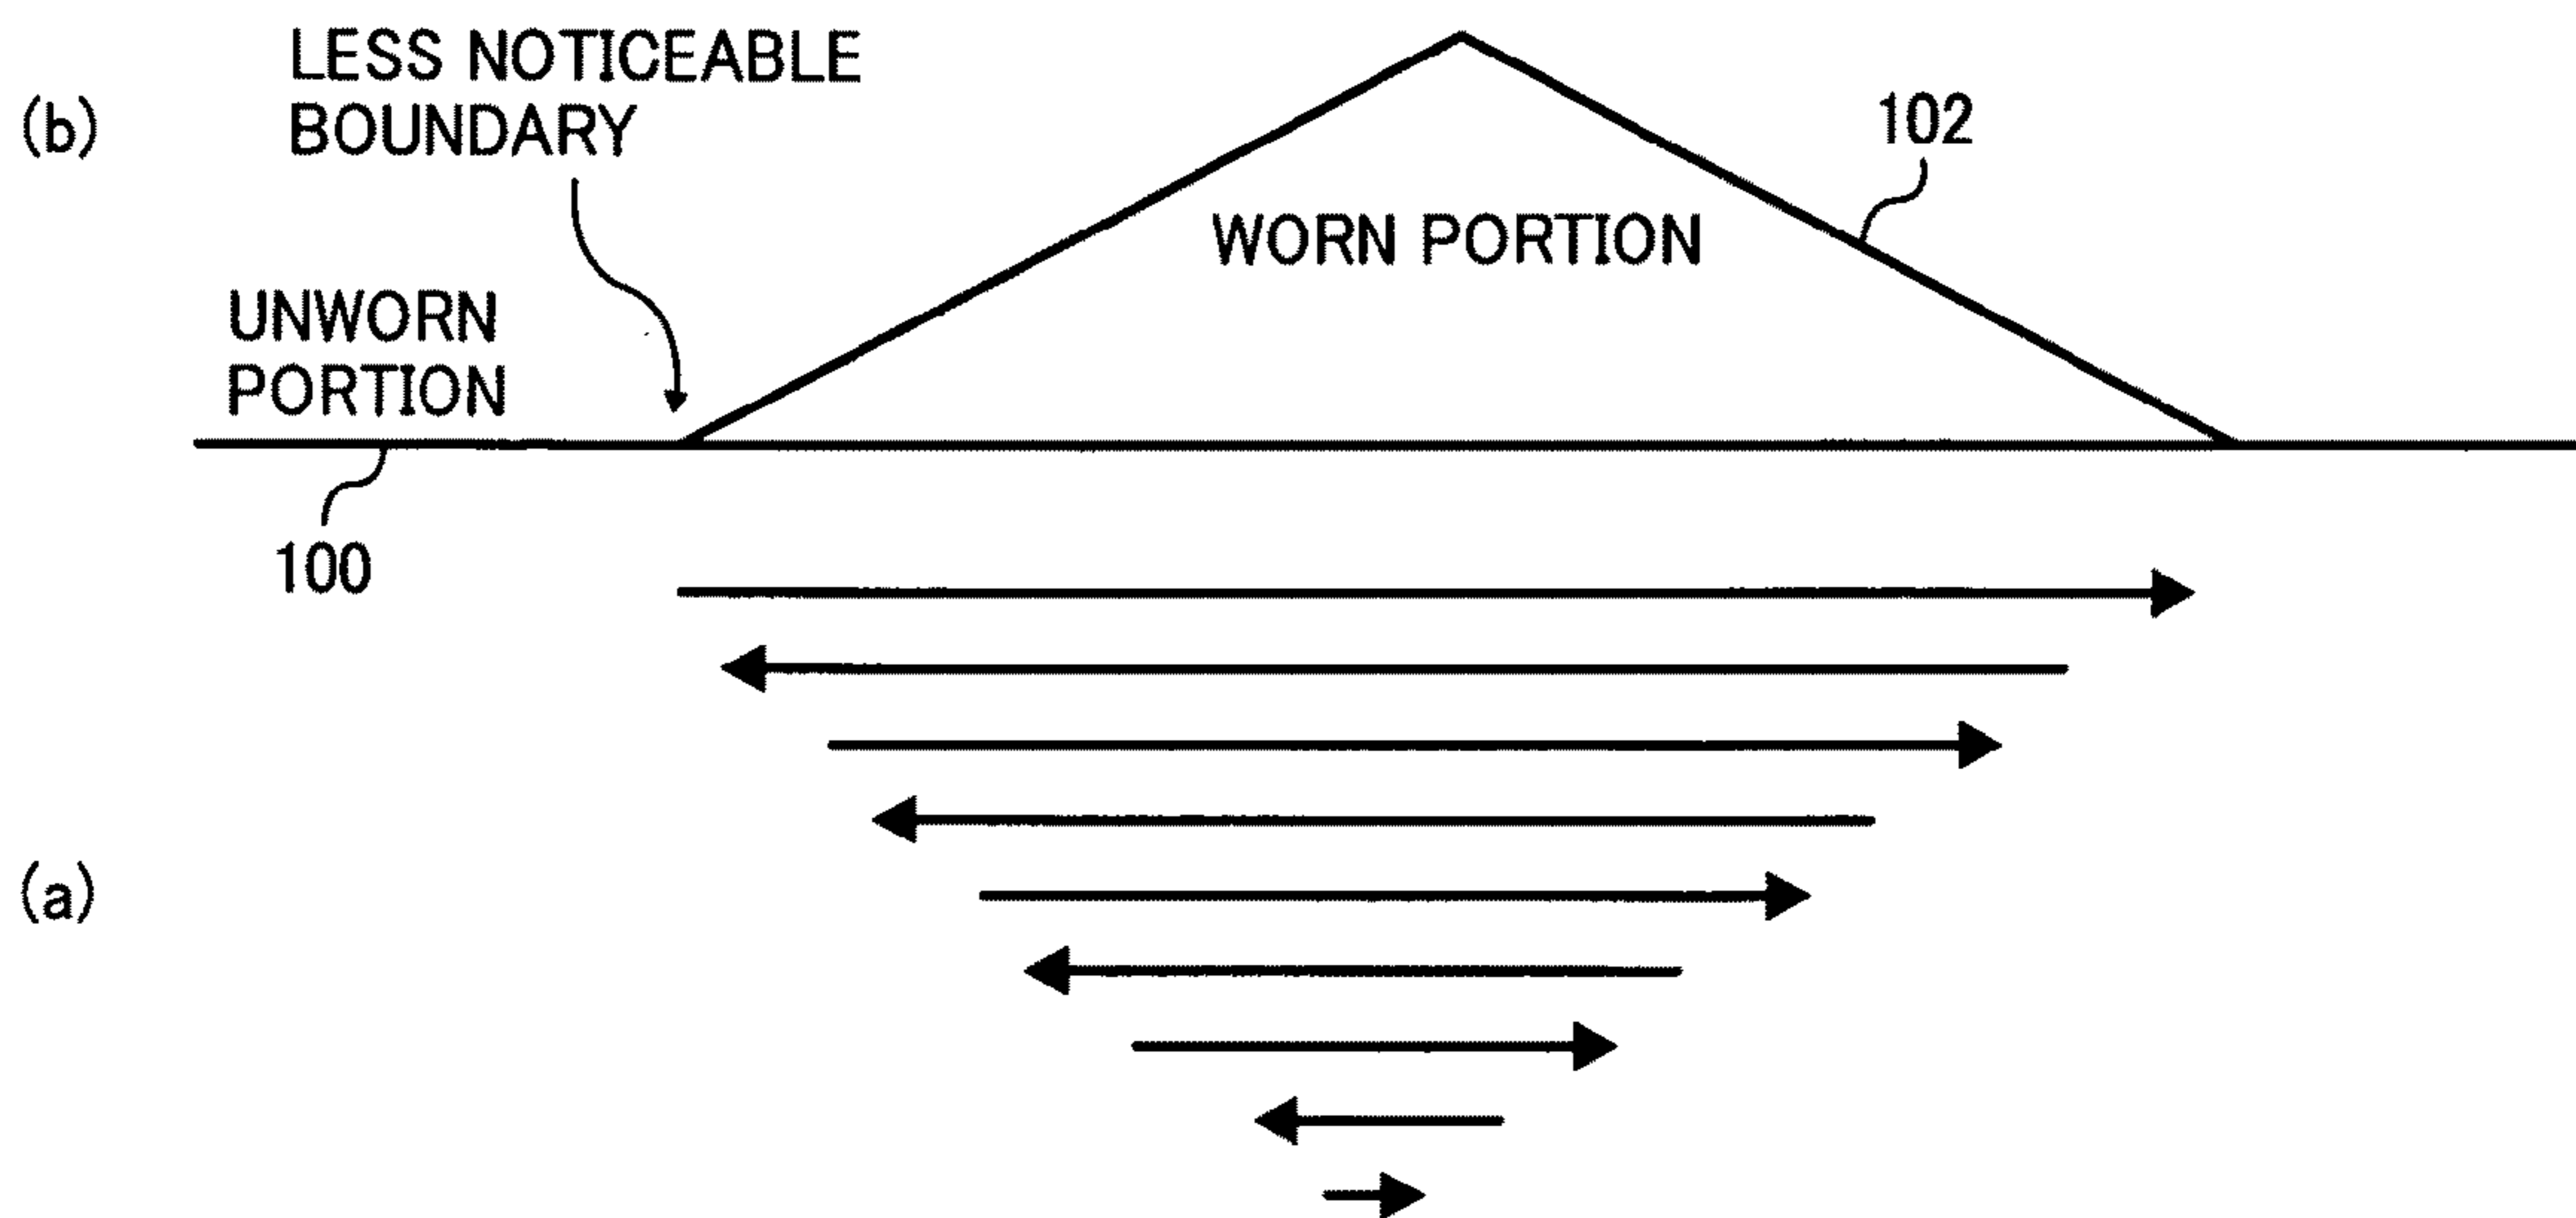 (b)
LESS NOTICEABLE
BOUNDARY
102
WORN PORTION
UNWORN
PORTION
100
(a)